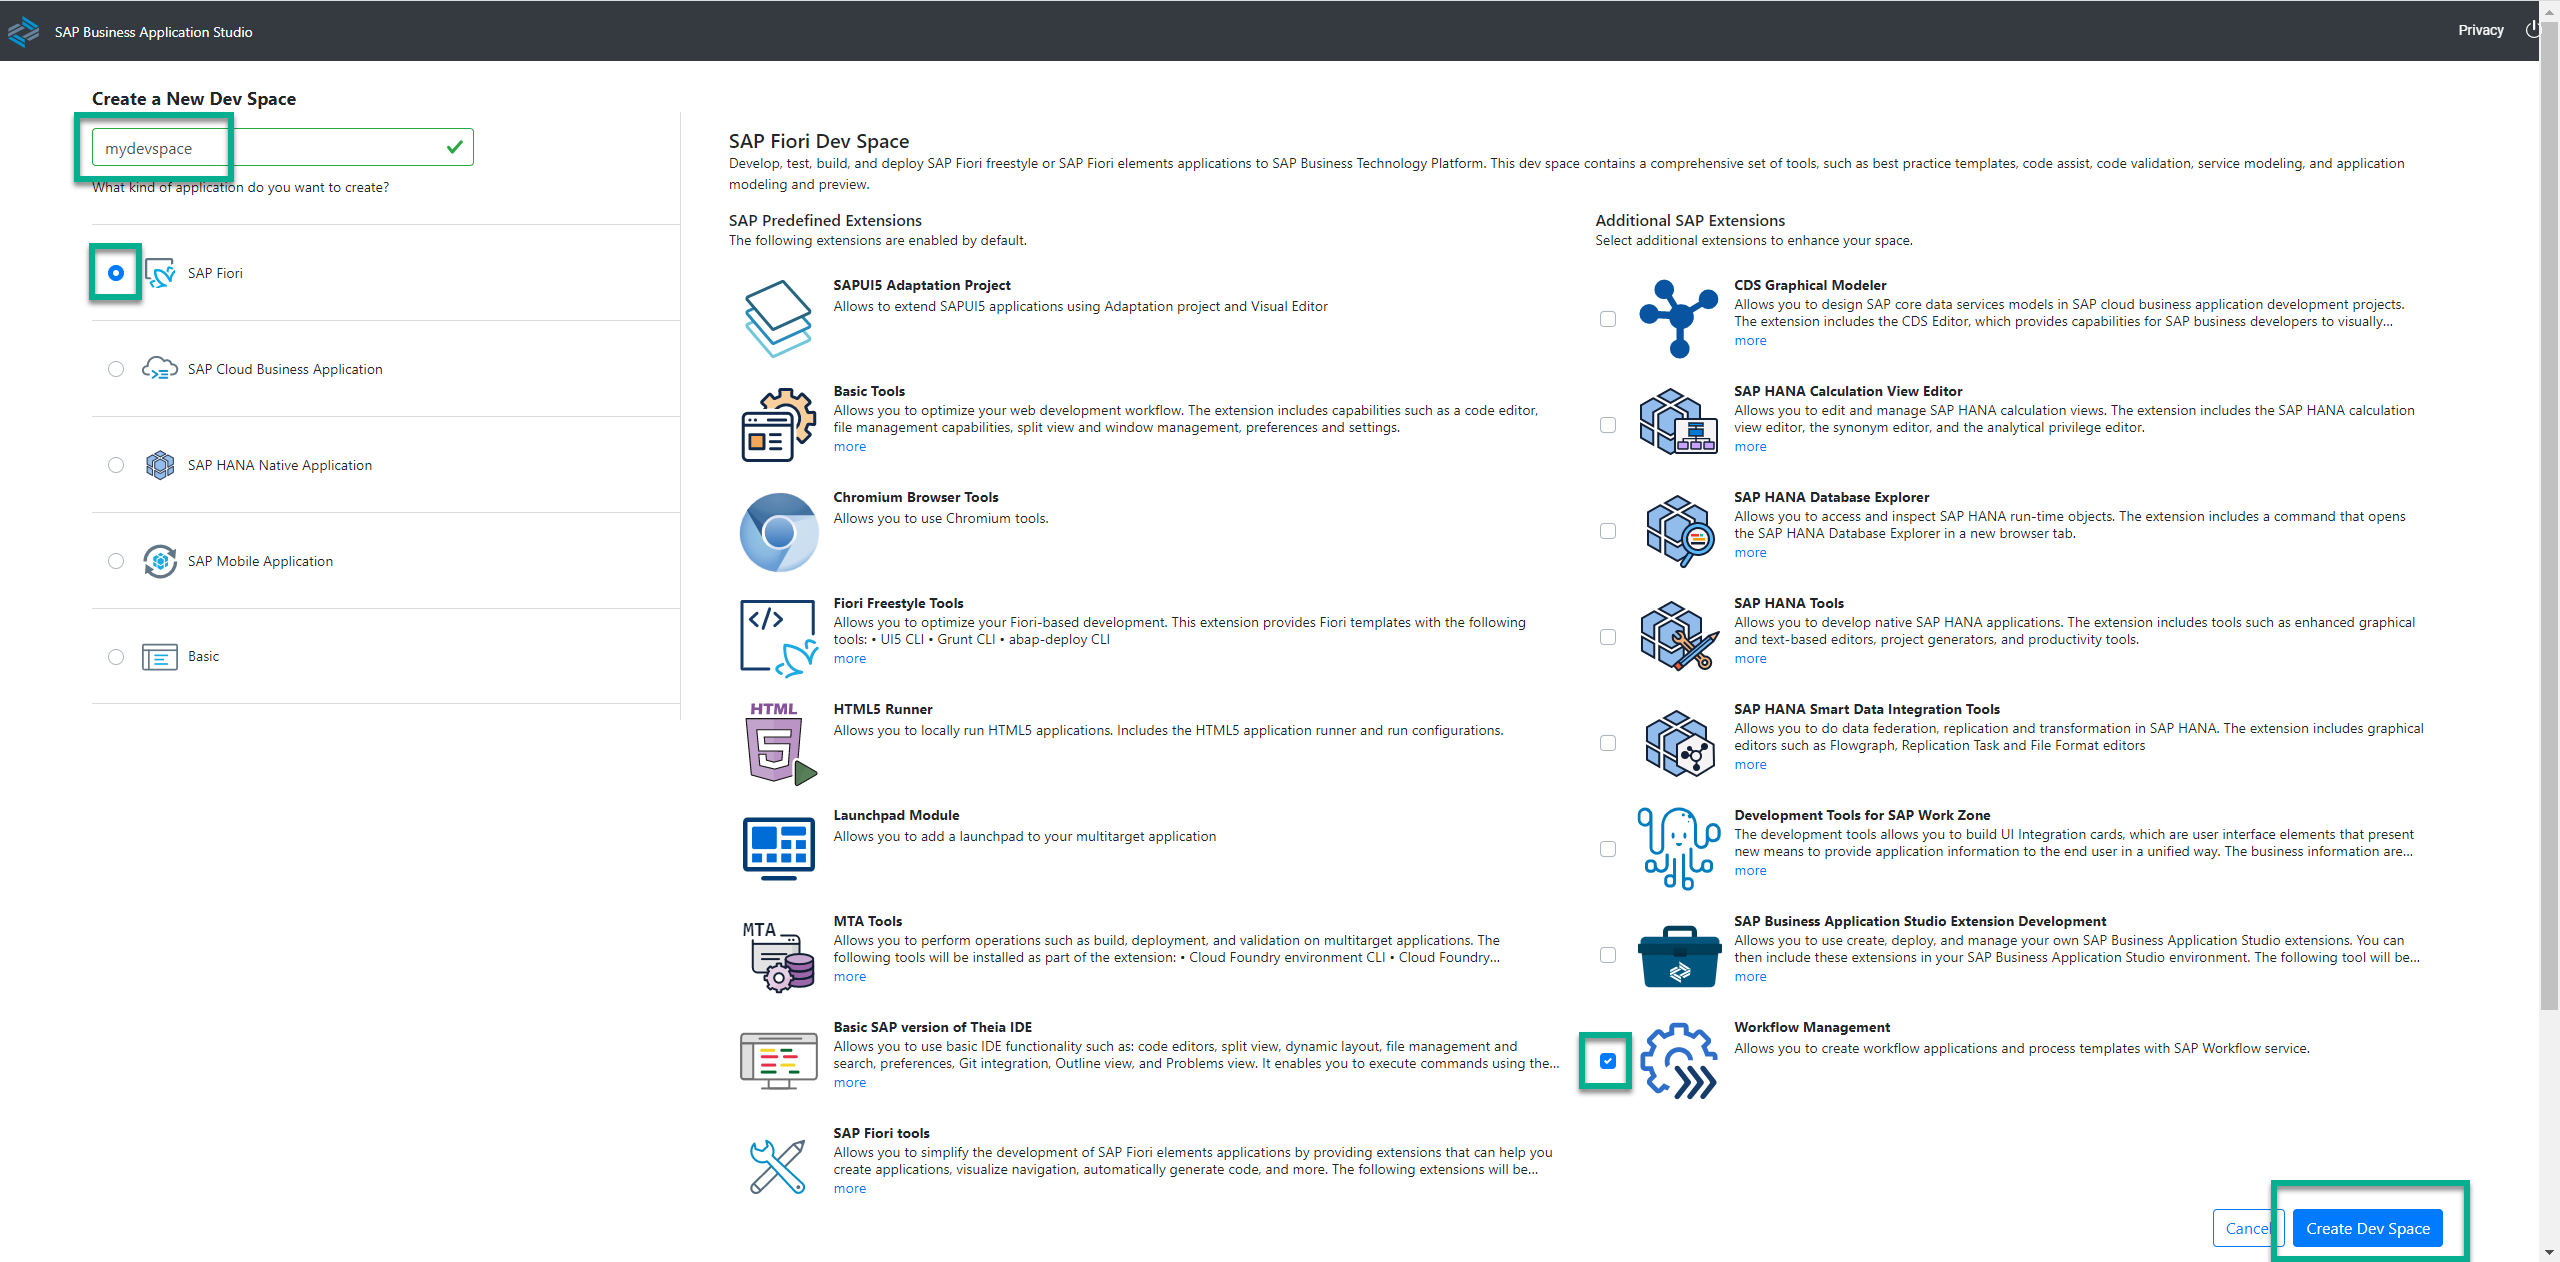 SAP Business Application Studio
Privacy
Create a New Dev Space
mydevspace
What kind of application do you want to create?
SAP Fiori
SAP Cloud Business Application
SAP HANA Native Application
SAP Mobile Application
Basic
SAP Fiori Dev Space
Develop, test, build, and deploy SAP Fiori freestyle or SAP Fiori elements applications to SAP Business Technology Platform. This dev space contains a comprehensive set of tools, such as best practice templates, code assist, code validation, service modeling, and application
modeling and preview.
SAP Predefined Extensions
The following extensions are enabled by default.
SAPUI5 Adaptation Project
Allows to extend SAPUI5 applications using Adaptation project and Visual Editor
Basic Tools
Allows you to optimize your web development workflow. The extension includes capabilities such as a code editor,
file management capabilities, split view and window management, preferences and settings.
more
Chromium Browser Tools
Allows you to use Chromium tools.
</>
Fiori Freestyle Tools
Allows you to optimize your Fiori-based development. This extension provides Fiori templates with the following
tools: • UI5 CLI • Grunt CLI • abap-deploy CLI
more
HTML
5
HTML5 Runner
Allows you to locally run HTML5 applications. Includes the HTML5 application runner and run configurations.
Launchpad Module
Allows you to add a launchpad to your multitarget application
MTA
MTA Tools
Allows you to perform operations such as build, deployment, and validation on multitarget applications. The
following tools will be installed as part of the extension: • Cloud Foundry environment CLI • Cloud Foundry...
more
Basic SAP version of Theia IDE
Allows you to use basic IDE functionality such as: code editors, split view, dynamic layout, file management and
search, preferences, Git integration, Outline view, and Problems view. It enables you to execute commands using the...
more
SAP Fiori tools
Allows you to simplify the development of SAP Fiori elements applications by providing extensions that can help you
create applications, visualize navigation, automatically generate code, and more. The following extensions will be...
more
Additional SAP Extensions
Select additional extensions to enhance your space.
CDS Graphical Modeler
Allows you to design SAP core data services models in SAP cloud business application development projects.
The extension includes the CDS Editor, which provides capabilities for SAP business developers to visually...
more
SAP HANA Calculation View Editor
Allows you to edit and manage SAP HANA calculation views. The extension includes the SAP HANA calculation
view editor, the synonym editor, and the analytical privilege editor.
more
SAP HANA Database Explorer
Allows you to access and inspect SAP HANA run-time objects. The extension includes a command that opens
the SAP HANA Database Explorer in a new browser tab.
more
SAP HANA Tools
Allows you to develop native SAP HANA applications. The extension includes tools such as enhanced graphical
and text-based editors, project generators, and productivity tools.
more
SAP HANA Smart Data Integration Tools
Allows you to do data federation, replication and transformation in SAP HANA. The extension includes graphical
editors such as Flowgraph, Replication Task and File Format editors
more
Development Tools for SAP Work Zone
The development tools allows you to build UI Integration cards, which are user interface elements that present
new means to provide application information to the end user in a unified way. The business information are...
more
SAP Business Application Studio Extension Development
Allows you to use create, deploy, and manage your own SAP Business Application Studio extensions. You can
then include these extensions in your SAP Business Application Studio environment. The following tool will be...
more
Workflow Management
Allows you to create workflow applications and process templates with SAP Workflow service.
Cancel
Create Dev Space